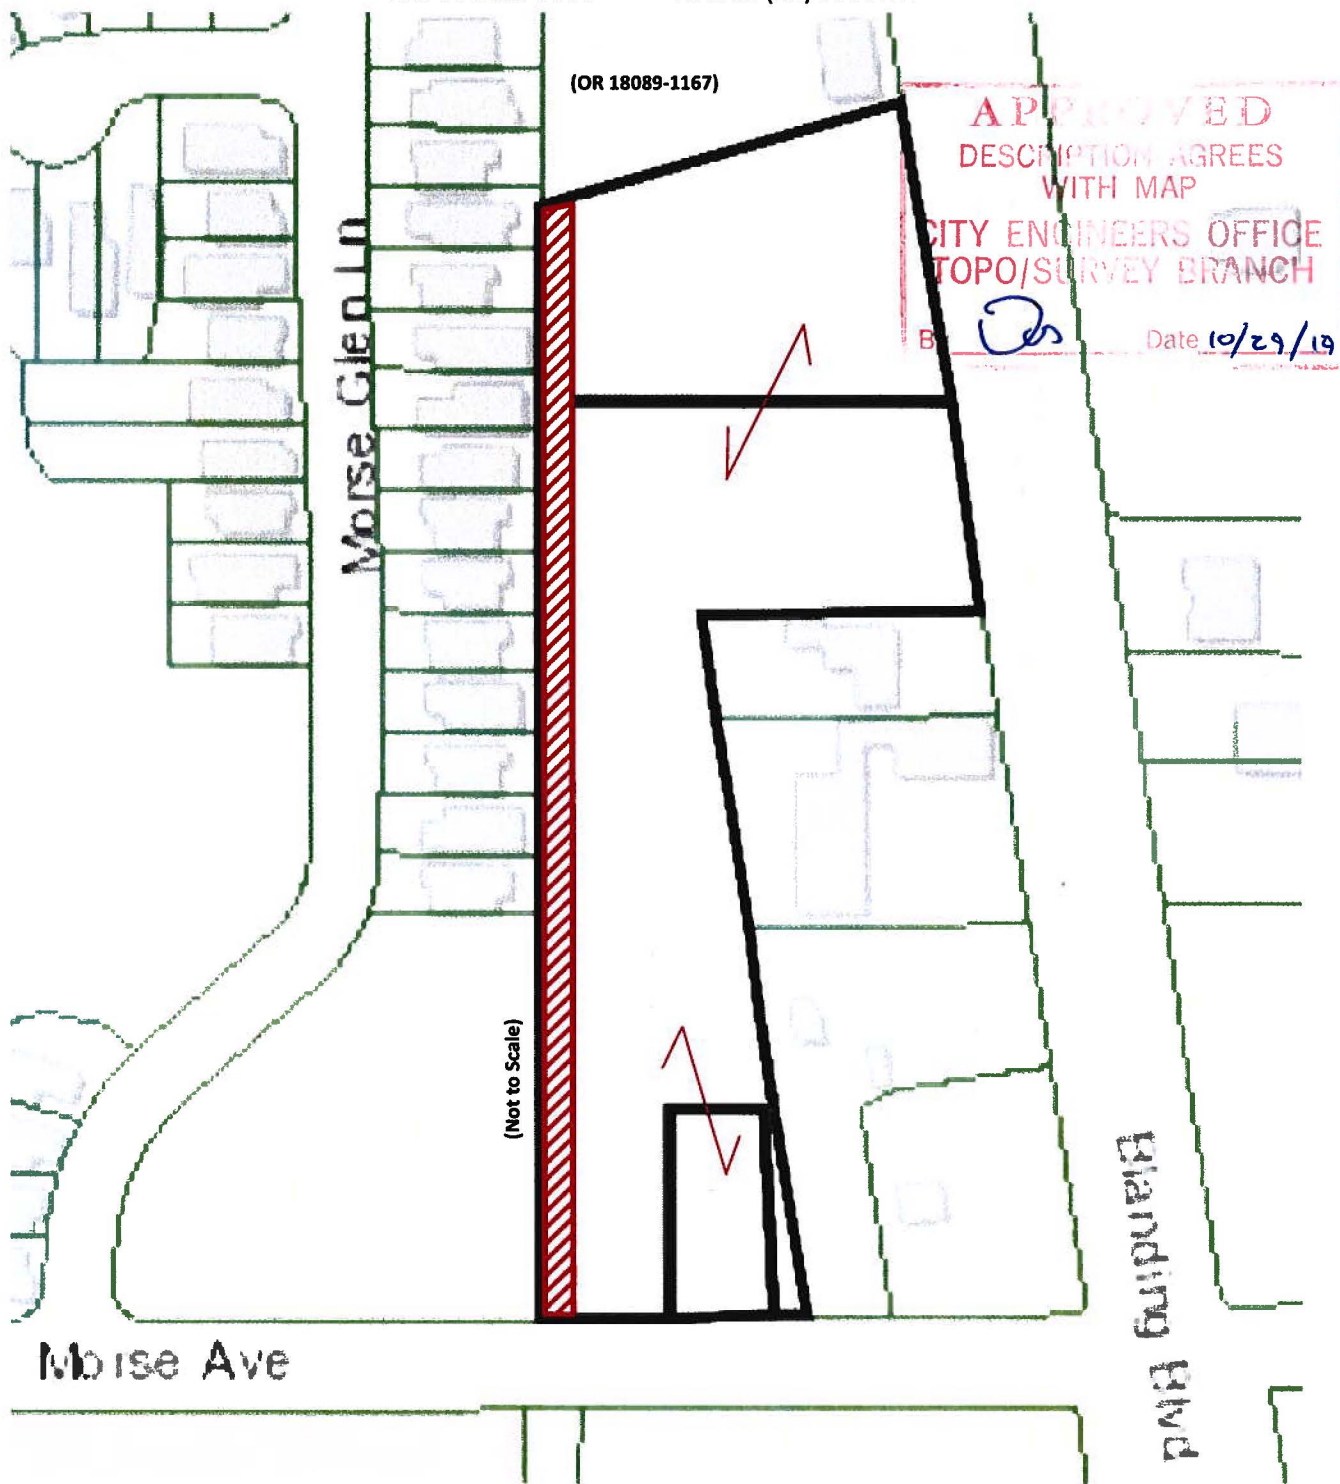 (OR 18089-1167)
APPROVED
DESCRIPTION AGREES
WITH MAP
CITY ENGINEERS OFFICE
TOPO/SURVEY BRANCH
B Date 10/29/19
Morse Glen Ln
(Not to Scale)
Blanding Blvd
Morse Ave